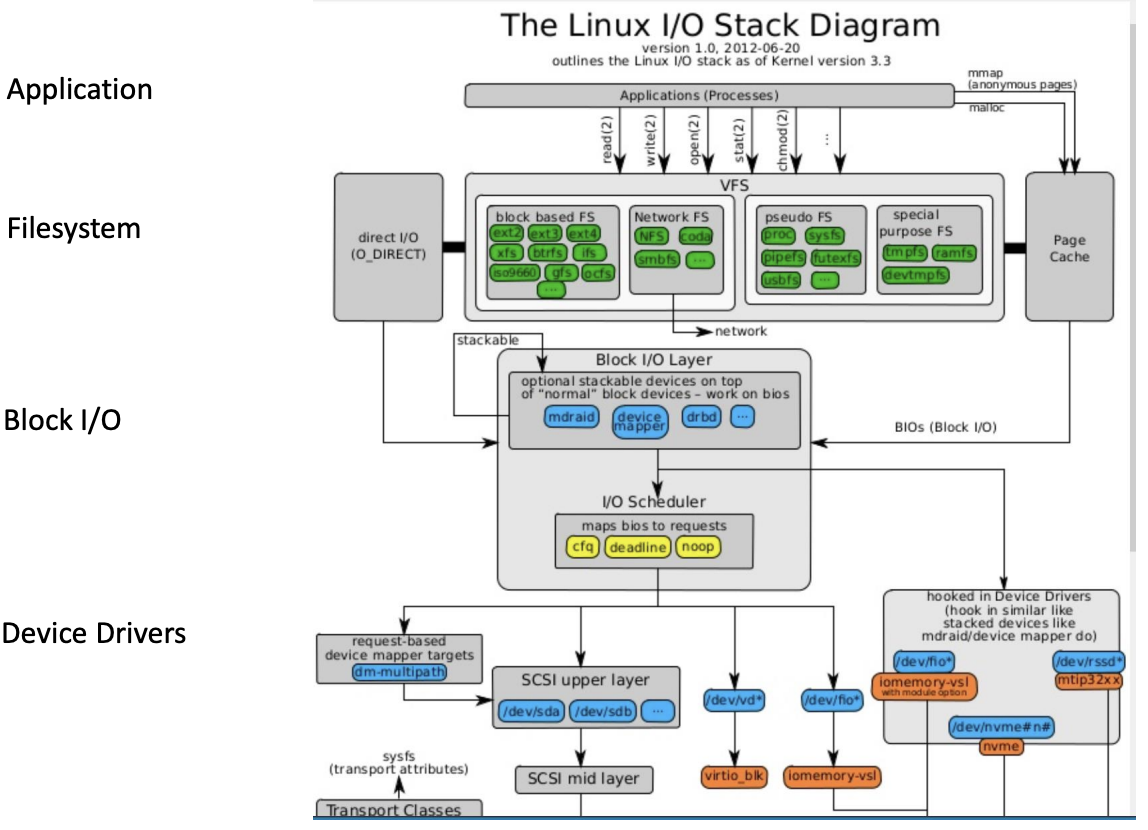 The Linux I/O Stack Diagram
version 1.0, 2012-06-20
outlines the Linux I/O stack as of Kernel version 3.3
Application
Applications (Processes)
mmap
(anonymous pages)
malloc
read(2)
write(2)
open(2)
stat(2)
chmod(2)
...
Filesystem
direct I/O
(O_DIRECT)
VFS
block based FS
ext2 ext3 ext4
xfs btrfs ifs
iso9660 gfs ocfs
...
Network FS
NFS coda
smbfs ...
pseudo FS
proc sysfs
pipefs futexfs
usbfs ...
special
purpose FS
tmpfs ramfs
devtmpfs
Page
Cache
network
stackable
Block I/O
Block I/O Layer
optional stackable devices on top
of “normal” block devices – work on bios
mdraid device
mapper drbd ...
BIOs (Block I/O)
I/O Scheduler
maps bios to requests
cfq deadline noop
Device Drivers
hooked in Device Drivers
(hook in similar like
stacked devices like
mdraid/device mapper do)
/dev/fio*
iomemory-vsl
with module option
/dev/rssd*
mtip32xx
/dev/nvme#n#
nvme
request-based
device mapper targets
dm-multipath
SCSI upper layer
/dev/sda /dev/sdb ...
/dev/vd*
/dev/fio*
sysfs
(transport attributes)
SCSI mid layer
virtio_blk
iomemory-vsl
Transport Classes